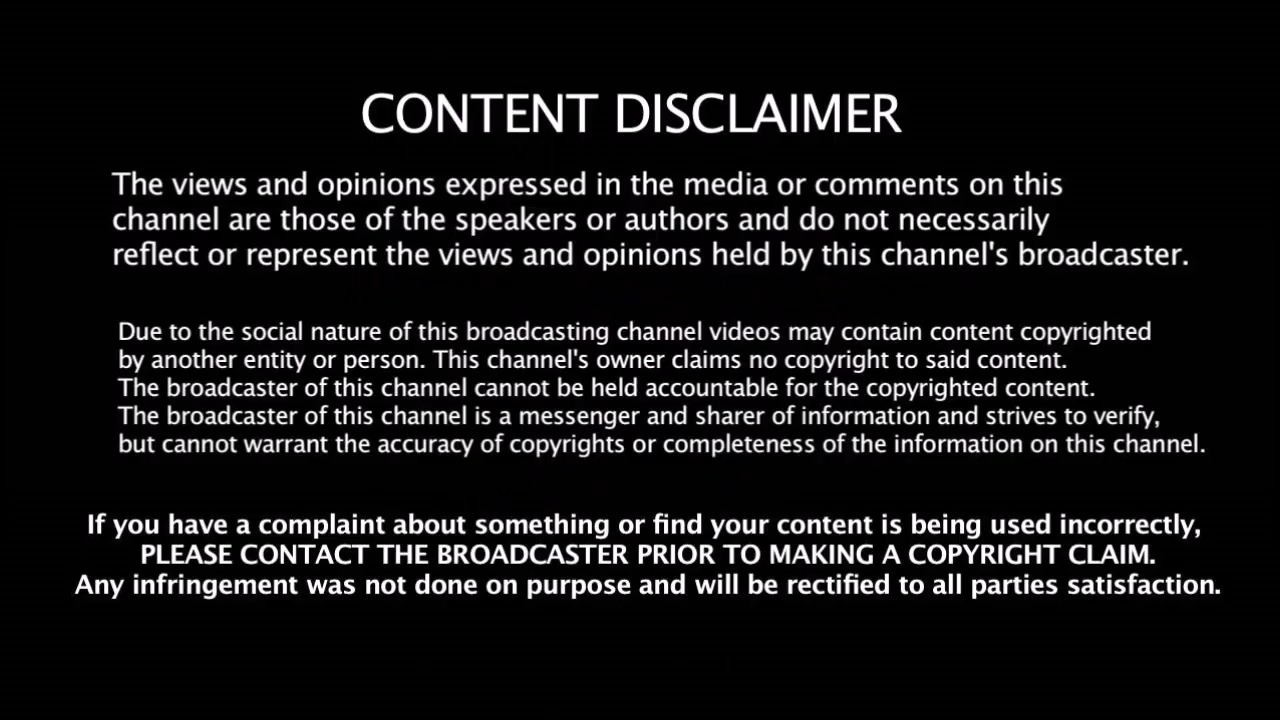 CONTENT DISCLAIMER
The views and opinions expressed in the media or comments on this
channel are those of the speakers or authors and do not necessarily
reflect or represent the views and opinions held by this channel's broadcaster.
Due to the social nature of this broadcasting channel videos may contain content copyrighted
by another entity or person. This channel's owner claims no copyright to said content.
The broadcaster of this channel cannot be held accountable for the copyrighted content.
The broadcaster of this channel is a messenger and sharer of information and strives to verify,
but cannot warrant the accuracy of copyrights or completeness of the information on this channel.
If you have a complaint about something or find your content is being used incorrectly,
PLEASE CONTACT THE BROADCASTER PRIOR TO MAKING A COPYRIGHT CLAIM.
Any infringement was not done on purpose and will be rectified to all parties satisfaction.